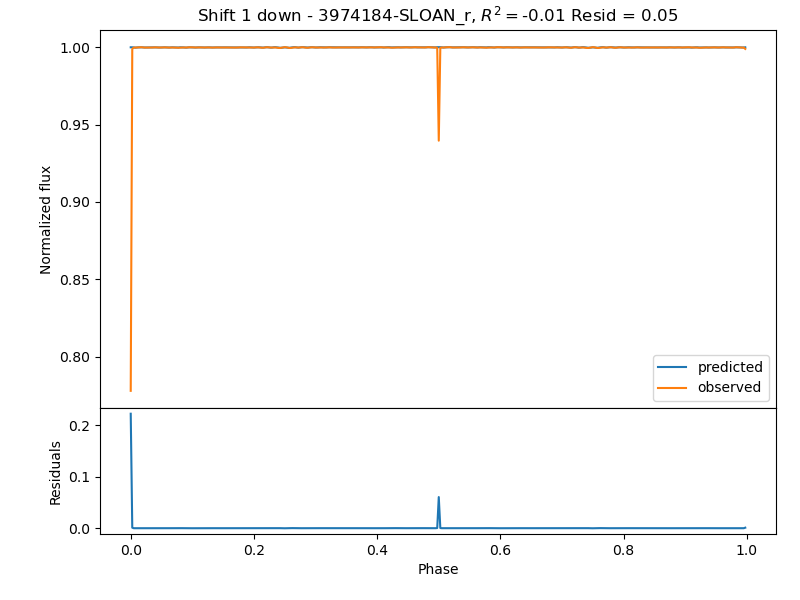 Shift 1 down - 3974184-SLOAN_r, R² = -0.01 Resid = 0.05
1.00
0.95
0.90
0.85
0.80
Normalized flux
predicted
observed
0.2
0.1
0.0
Residuals
0.0 0.2 0.4 0.6 0.8 1.0
Phase